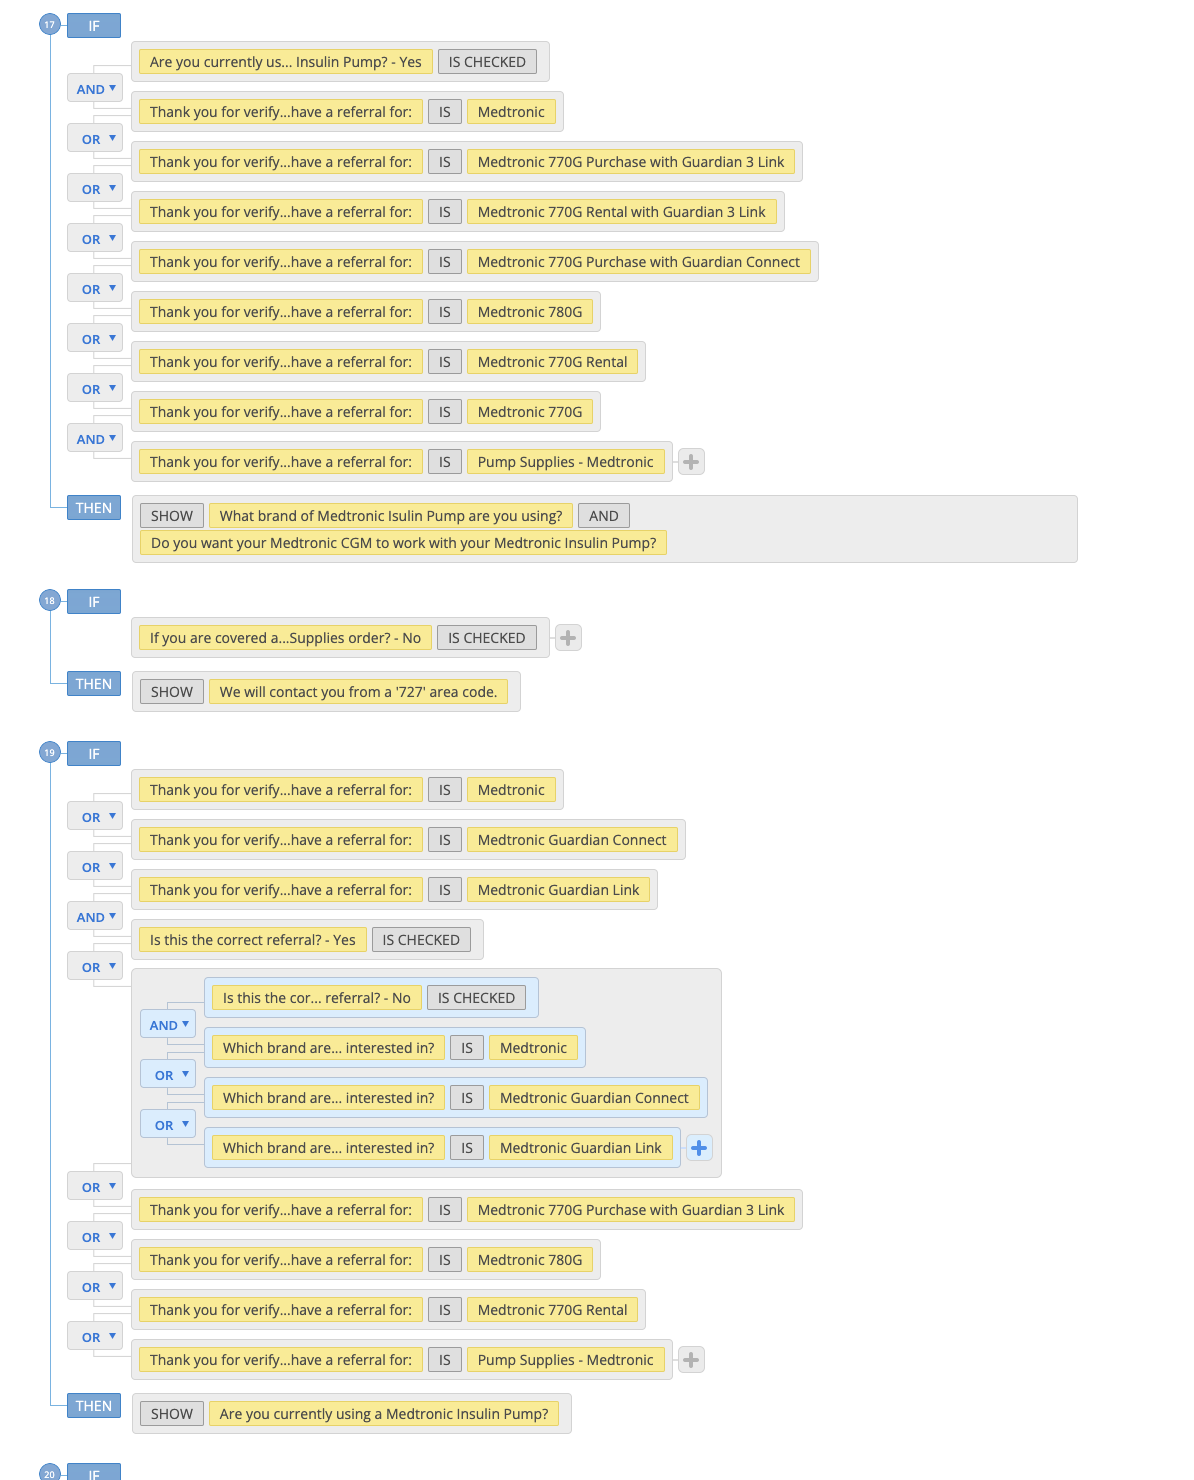 17 IF
Are you currently us... Insulin Pump? - Yes IS CHECKED
AND
Thank you for verify...have a referral for: IS Medtronic
OR
Thank you for verify...have a referral for: IS Medtronic 770G Purchase with Guardian 3 Link
OR
Thank you for verify...have a referral for: IS Medtronic 770G Rental with Guardian 3 Link
OR
Thank you for verify...have a referral for: IS Medtronic 770G Purchase with Guardian Connect
OR
Thank you for verify...have a referral for: IS Medtronic 780G
OR
Thank you for verify...have a referral for: IS Medtronic 770G Rental
OR
Thank you for verify...have a referral for: IS Medtronic 770G
AND
Thank you for verify...have a referral for: IS Pump Supplies - Medtronic
THEN
SHOW What brand of Medtronic Isulin Pump are you using? AND
Do you want your Medtronic CGM to work with your Medtronic Insulin Pump?
18 IF
If you are covered a...Supplies order? - No IS CHECKED
THEN
SHOW We will contact you from a '727' area code.
19 IF
Thank you for verify...have a referral for: IS Medtronic
OR
Thank you for verify...have a referral for: IS Medtronic Guardian Connect
OR
Thank you for verify...have a referral for: IS Medtronic Guardian Link
AND
Is this the correct referral? - Yes IS CHECKED
OR
Is this the cor... referral? - No IS CHECKED
AND
Which brand are... interested in? IS Medtronic
OR
Which brand are... interested in? IS Medtronic Guardian Connect
OR
Which brand are... interested in? IS Medtronic Guardian Link
OR
Thank you for verify...have a referral for: IS Medtronic 770G Purchase with Guardian 3 Link
OR
Thank you for verify...have a referral for: IS Medtronic 780G
OR
Thank you for verify...have a referral for: IS Medtronic 770G Rental
OR
Thank you for verify...have a referral for: IS Pump Supplies - Medtronic
THEN
SHOW Are you currently using a Medtronic Insulin Pump?
20 IF